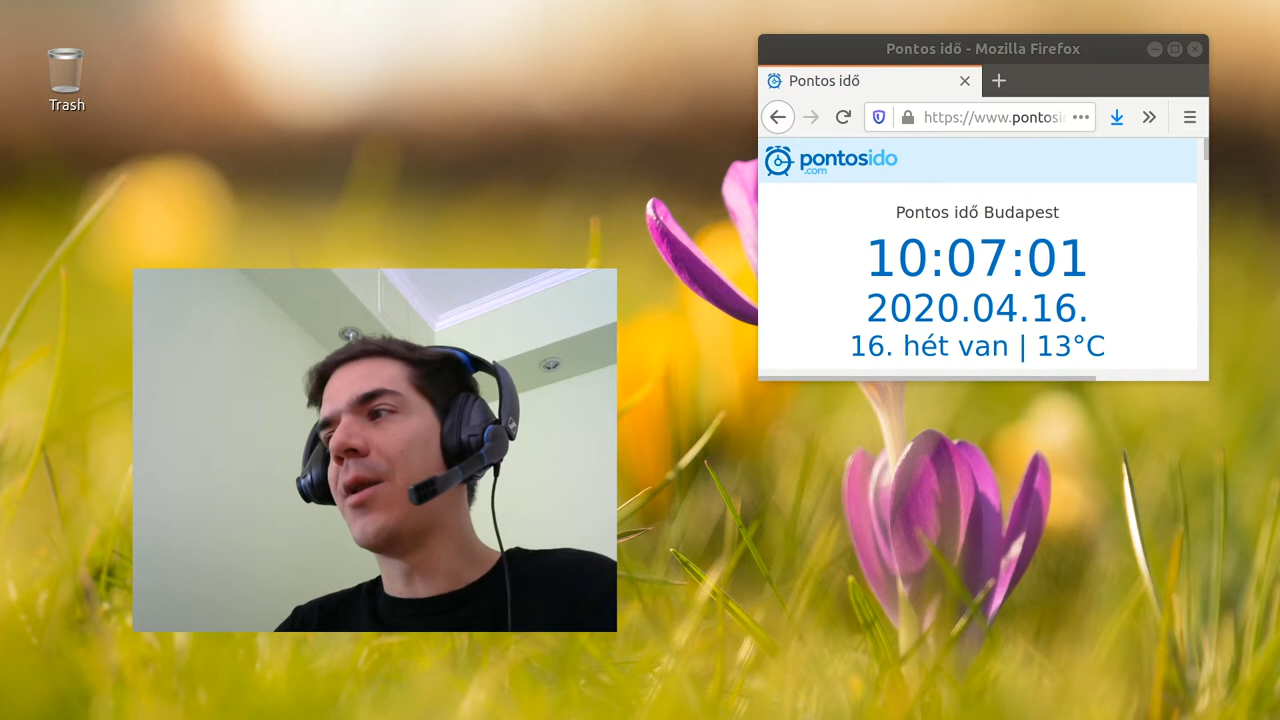 Trash
Pontos idő - Mozilla Firefox
Pontos idő
https://www.pontosi
pontosido
.com
Pontos idő Budapest
10:07:01
2020.04.16.
16. hét van | 13°C